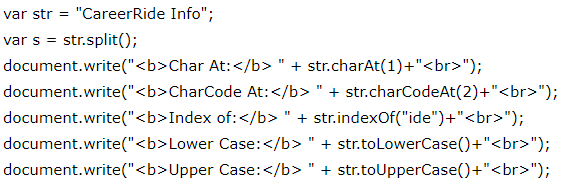 var str = "CareerRide Info";
var s = str.split();
document.write("<b>Char At:</b> " + str.charAt(1)+"<br>");
document.write("<b>CharCode At:</b> " + str.charCodeAt(2)+"<br>");
document.write("<b>Index of:</b> " + str.indexOf("ide")+"<br>");
document.write("<b>Lower Case:</b> " + str.toLowerCase()+"<br>");
document.write("<b>Upper Case:</b> " + str.toUpperCase()+"<br>");